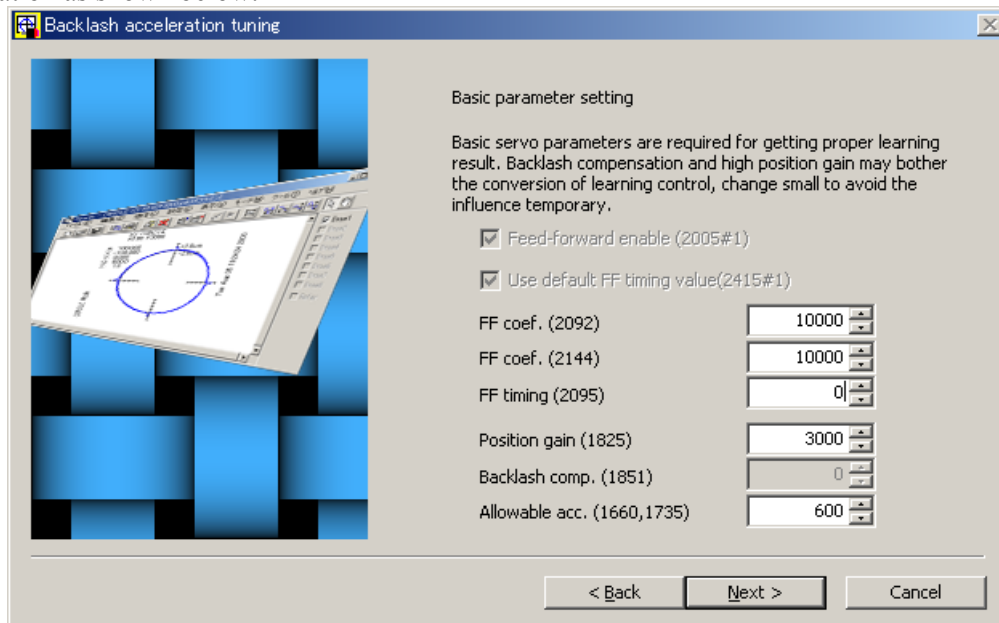 Backlash acceleration tuning
Basic parameter setting
Basic servo parameters are required for getting proper learning
result. Backlash compensation and high position gain may bother
the conversion of learning control, change small to avoid the
influence temporary.
Feed-forward enable (2005#1)
Use default FF timing value(2415#1)
FF coef. (2092) 10000
FF coef. (2144) 10000
FF timing (2095) 0
Position gain (1825) 3000
Backlash comp. (1851) 0
Allowable acc. (1660,1735) 600
< Back Next > Cancel